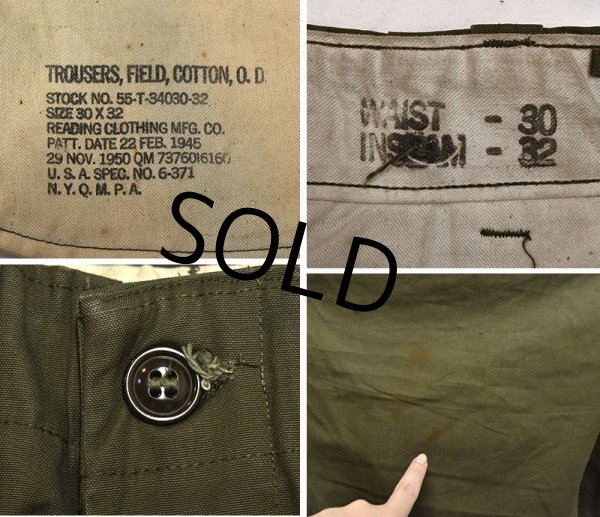 TROUSERS, FIELD, COTTON, O. D.
STOCK NO. 55-T-34030-32
SIZE 30 X 32
READING CLOTHING MFG. CO.
PATT. DATE 22 FEB. 1945
29 NOV. 1950 QM 7376016160
U. S. A. SPEC. NO. 6-371
N. Y. Q. M. P. A.
WAIST - 30
INSEAM - 32
SOLD